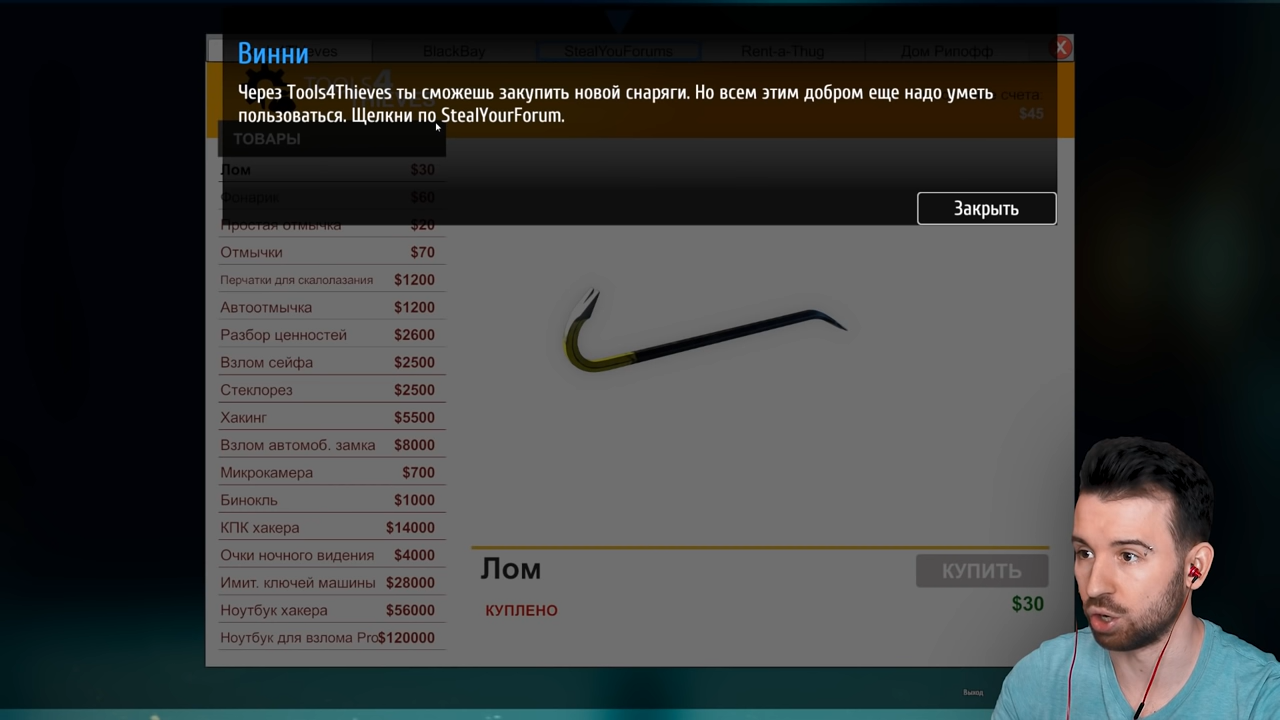 Винни
Через Tools4Thieves ты сможешь закупить новой снаряги. Но всем этим добром еще надо уметь
пользоваться. Щелкни по StealYourForum.
Закрыть
BlackBay
StealYouForums
Rent-a-Thug
Дом Рипофф
X
счета:
$45
ТОВАРЫ
Лом $30
Фонарик $60
Простая отмычка $20
Отмычки $70
Перчатки для скалолазания $1200
Автоотмычка $1200
Разбор ценностей $2600
Взлом сейфа $2500
Стеклорез $2500
Хакинг $5500
Взлом автомоб. замка $8000
Микрокамера $700
Бинокль $1000
КПК хакера $14000
Очки ночного видения $4000
Имит. ключей машины $28000
Ноутбук хакера $56000
Ноутбук для взлома Pro $120000
Лом
КУПИТЬ
КУПЛЕНО
$30
Выход